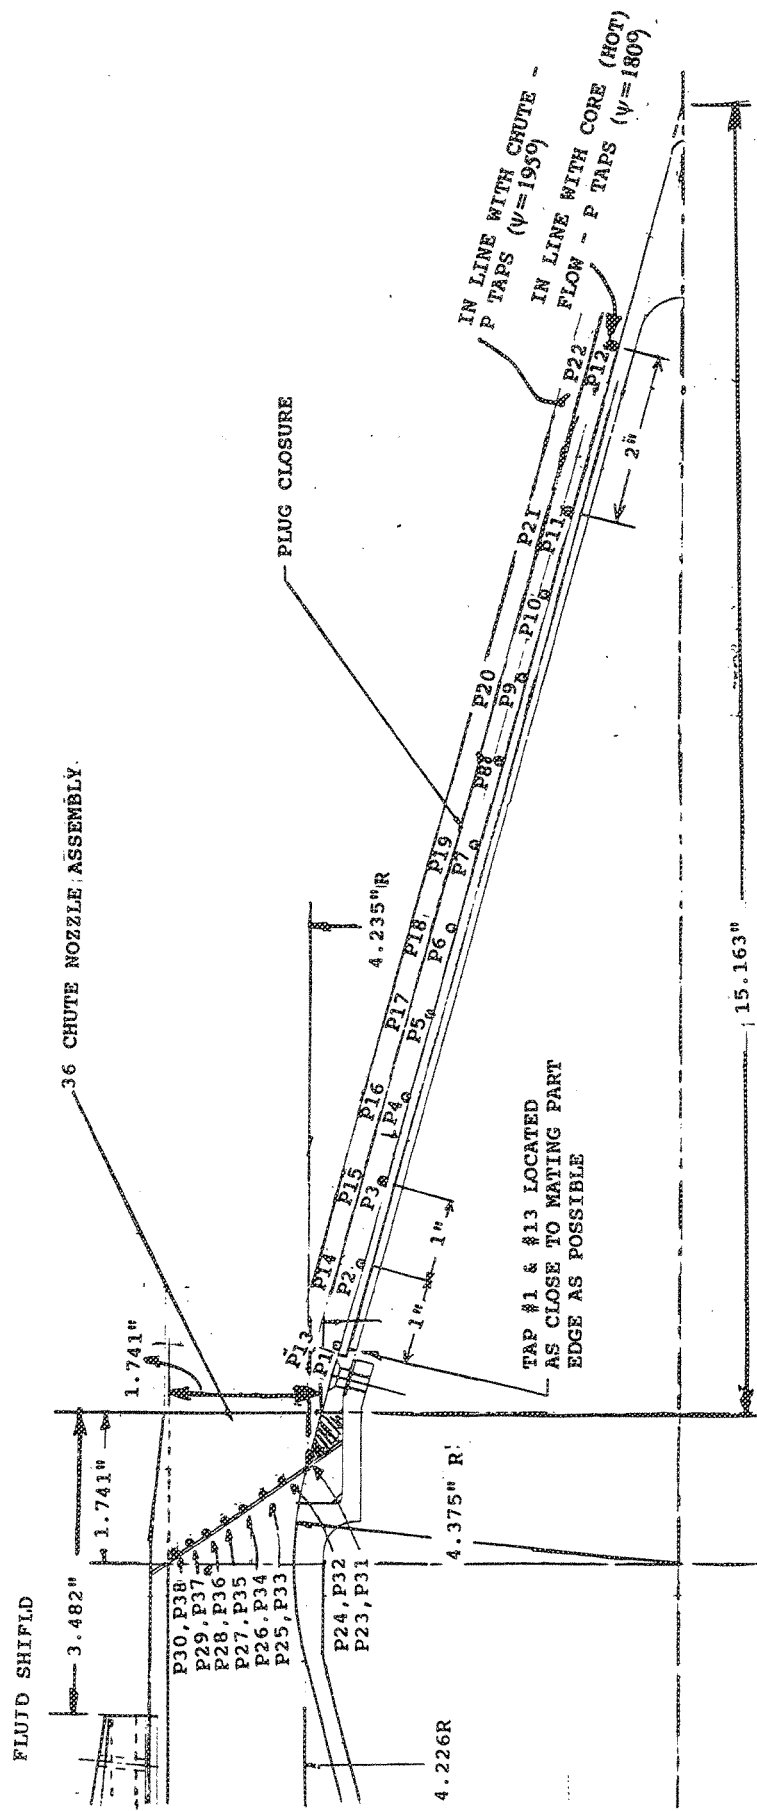 FLUID SHIFLD
3.482"
1.741"
1.741"
36 CHUTE NOZZLE ASSEMBLY
4.235" R
PLUG CLOSURE
IN LINE WITH CHUTE -
P TAPS (ψ=195°)
IN LINE WITH CORE (HOT)
FLOW - P TAPS (ψ=180°)
P30, P38
P29, P37
P28, P36
P27, P35
P26, P34
P25, P33
P24, P32
P23, P31
P13
P14
P15
P16
P17
P18
P19
P20
P21
P22
P1
P2
P3
P4
P5
P6
P7
P8
P9
P10
P11
P12
1"
1"
2"
TAP #1 & #13 LOCATED
AS CLOSE TO MATING PART
EDGE AS POSSIBLE
4.375" R
4.226R
15.163"